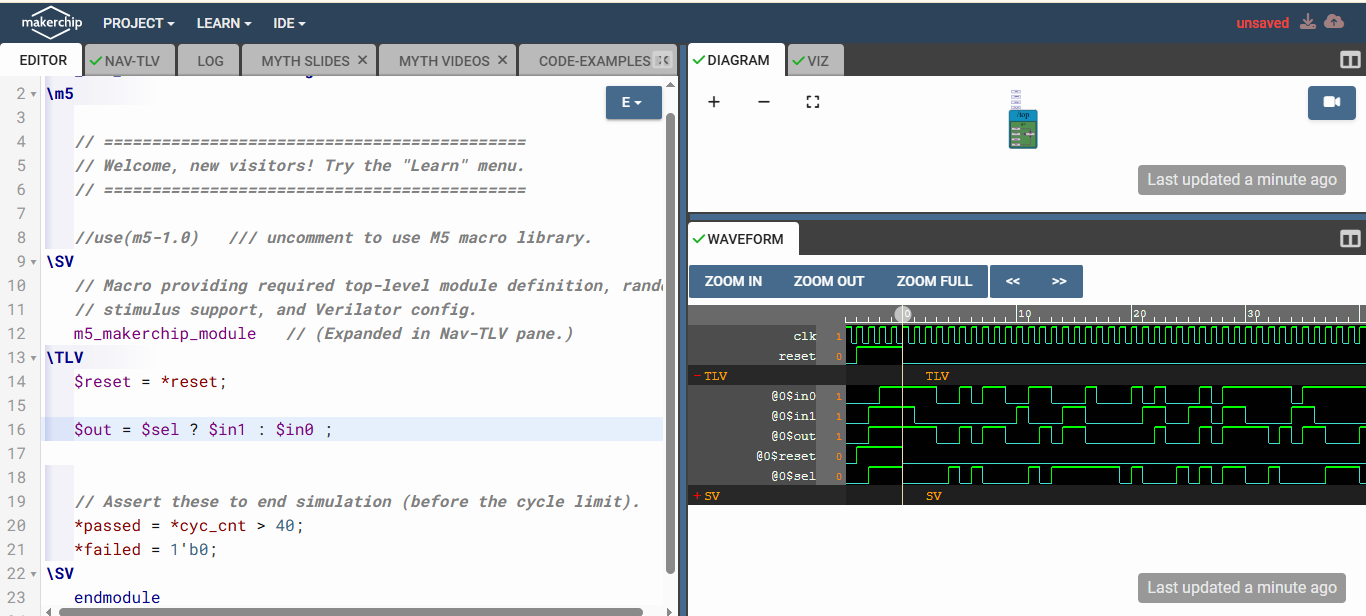 makerchip PROJECT LEARN IDE unsaved
EDITOR NAV-TLV LOG MYTH SLIDES MYTH VIDEOS CODE-EXAMPLES
2 \m5
E
3
4 // ============================================
5 // Welcome, new visitors! Try the "Learn" menu.
6 // ============================================
7
8 //use(m5-1.0) /// uncomment to use M5 macro library.
9 \SV
10 // Macro providing required top-level module definition, rand
11 // stimulus support, and Verilator config.
12 m5_makerchip_module // (Expanded in Nav-TLV pane.)
13 \TLV
14 $reset = *reset;
15
16 $out = $sel ? $in1 : $in0 ;
17
18
19 // Assert these to end simulation (before the cycle limit).
20 *passed = *cyc_cnt > 40;
21 *failed = 1'b0;
22 \SV
23 endmodule
DIAGRAM VIZ
/top
Last updated a minute ago
WAVEFORM
ZOOM IN ZOOM OUT ZOOM FULL << >>
0 10 20 30
clk 1
reset 0
- TLV TLV
@0$in0 1
@0$in1 1
@0$out 1
@0$reset 0
@0$sel 0
+ SV SV
Last updated a minute ago